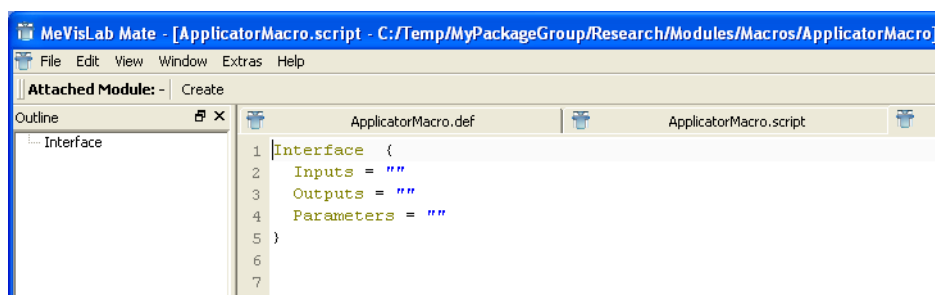 MeVisLab Mate - [ApplicatorMacro.script - C:/Temp/MyPackageGroup/Research/Modules/Macros/ApplicatorMacro]
File Edit View Window Extras Help
Attached Module: - Create
Outline
ApplicatorMacro.def ApplicatorMacro.script
Interface
1 Interface {
2 Inputs = ""
3 Outputs = ""
4 Parameters = ""
5 }
6
7